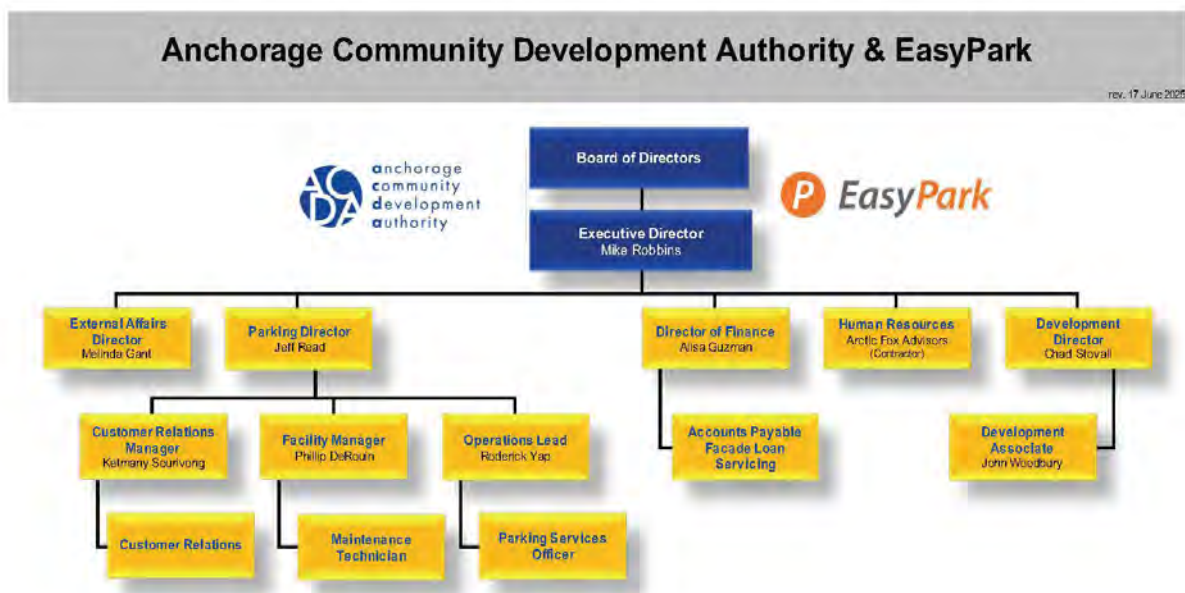 Anchorage Community Development Authority & EasyPark
rev. 17 June 2025
ACDA
anchorage
community
development
authority
Board of Directors
P EasyPark
Executive Director
Mike Robbins
External Affairs
Director
Melinda Gant
Parking Director
Jeff Read
Director of Finance
Alisa Guzman
Human Resources
Arctic Fox Advisors
(Contractor)
Development
Director
Chad Stovall
Customer Relations
Manager
Ketmany Sourivong
Facility Manager
Phillip DeRouin
Operations Lead
Roderick Yap
Accounts Payable
Facade Loan
Servicing
Development
Associate
John Woodbury
Customer Relations
Maintenance
Technician
Parking Services
Officer